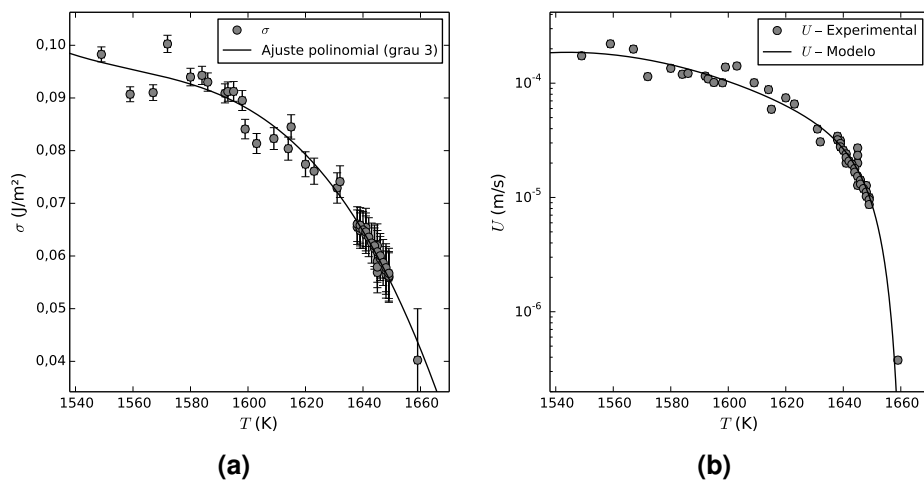 σ
Ajuste polinomial (grau 3)
0,10
0,09
0,08
0,07
0,06
0,05
0,04
σ (J/m²)
1540 1560 1580 1600 1620 1640 1660
T (K)
(a)
U − Experimental
U − Modelo
10⁻⁴
10⁻⁵
10⁻⁶
U (m/s)
1540 1560 1580 1600 1620 1640 1660
T (K)
(b)